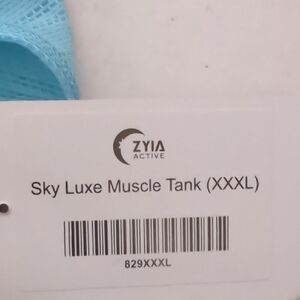 ZYIA
ACTIVE
Sky Luxe Muscle Tank (XXXL)
829XXXL